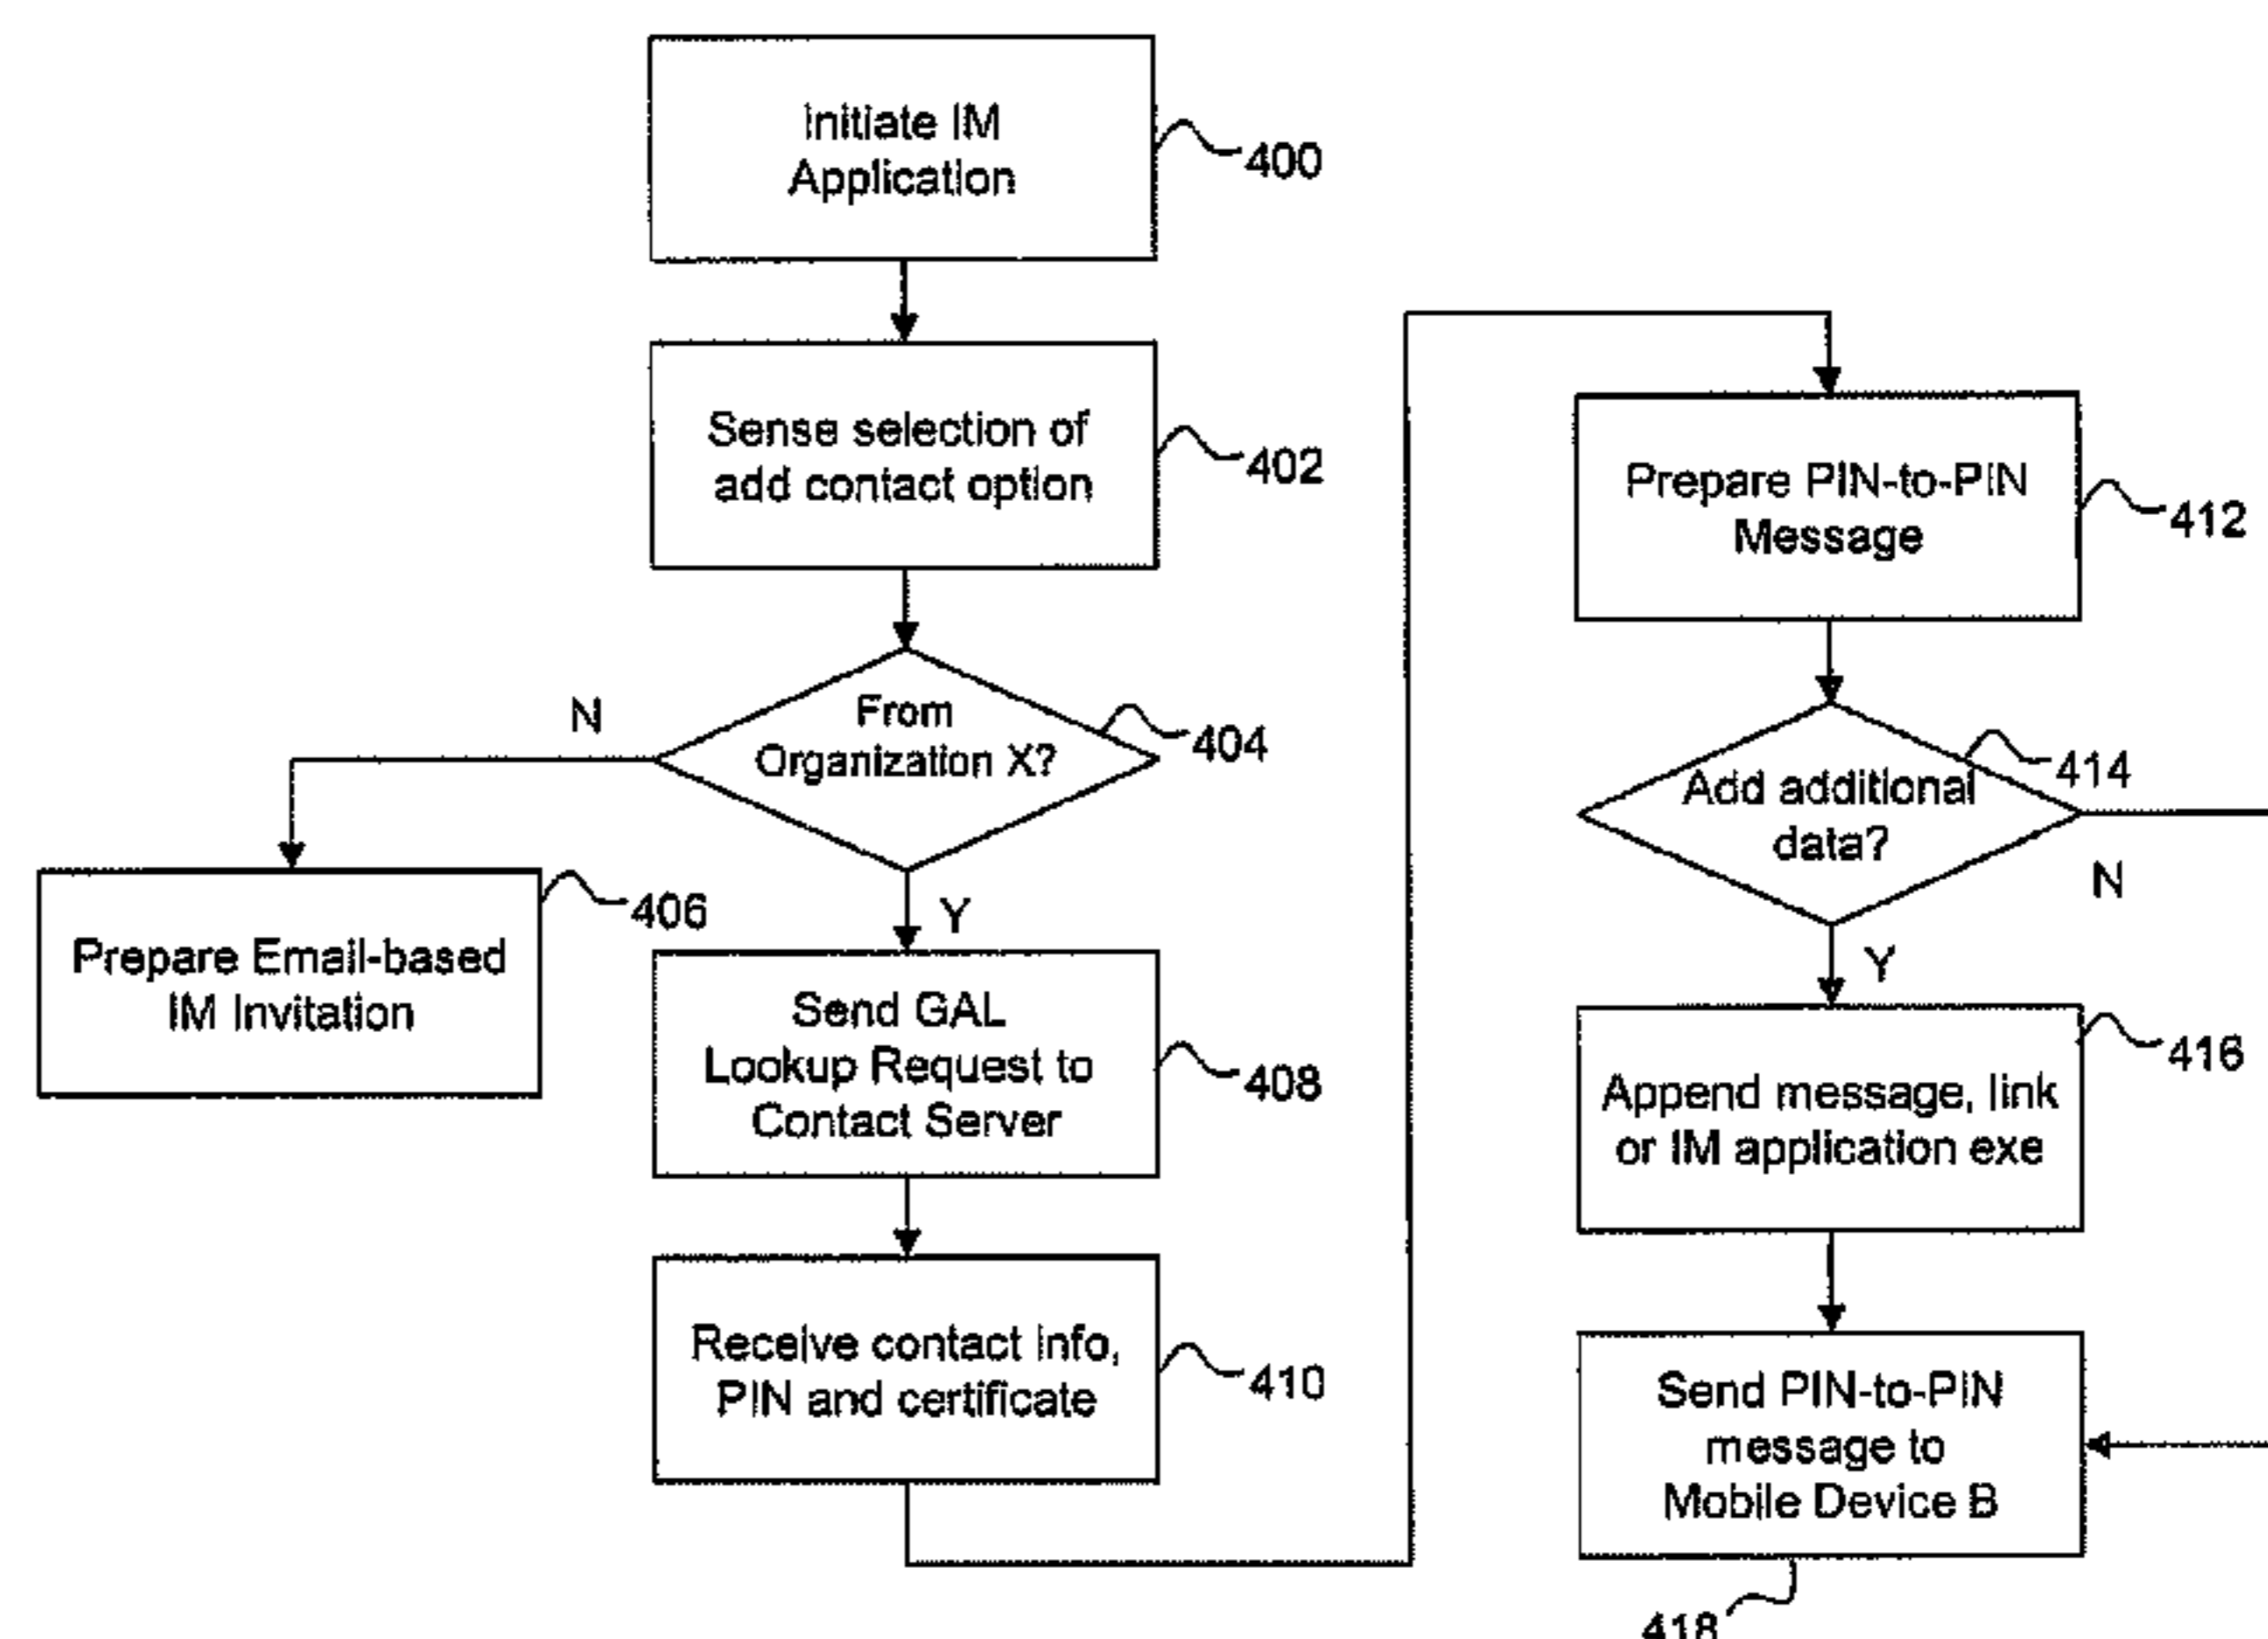 Initiate IM
Application
400
Sense selection of
add contact option
402
From
Organization X?
404
N
Y
Prepare Email-based
IM Invitation
406
Send GAL
Lookup Request to
Contact Server
408
Receive contact info,
PIN and certificate
410
Prepare PIN-to-PIN
Message
412
Add additional
data?
414
N
Y
Append message, link
or IM application exe
416
Send PIN-to-PIN
message to
Mobile Device B
418